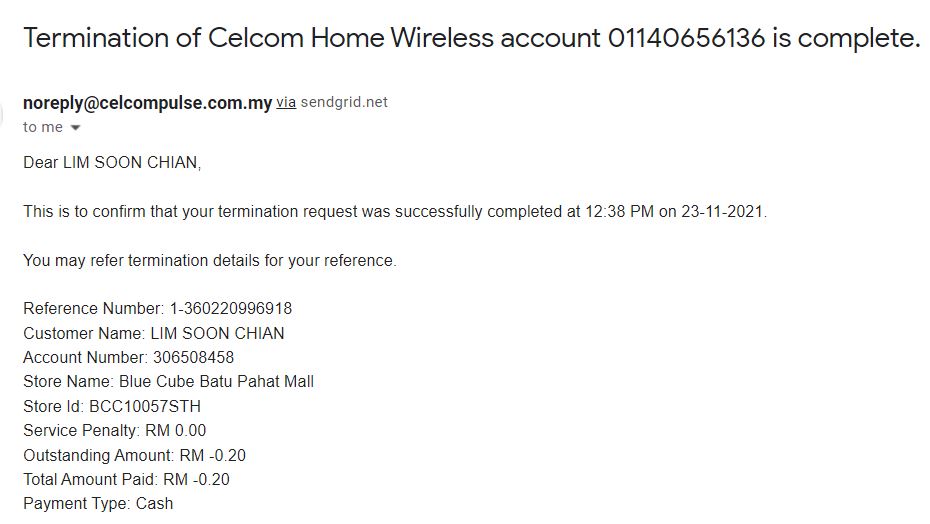 Termination of Celcom Home Wireless account 01140656136 is complete.
noreply@celcompulse.com.my via sendgrid.net
to me
Dear LIM SOON CHIAN,
This is to confirm that your termination request was successfully completed at 12:38 PM on 23-11-2021.
You may refer termination details for your reference.
Reference Number: 1-360220996918
Customer Name: LIM SOON CHIAN
Account Number: 306508458
Store Name: Blue Cube Batu Pahat Mall
Store Id: BCC10057STH
Service Penalty: RM 0.00
Outstanding Amount: RM -0.20
Total Amount Paid: RM -0.20
Payment Type: Cash